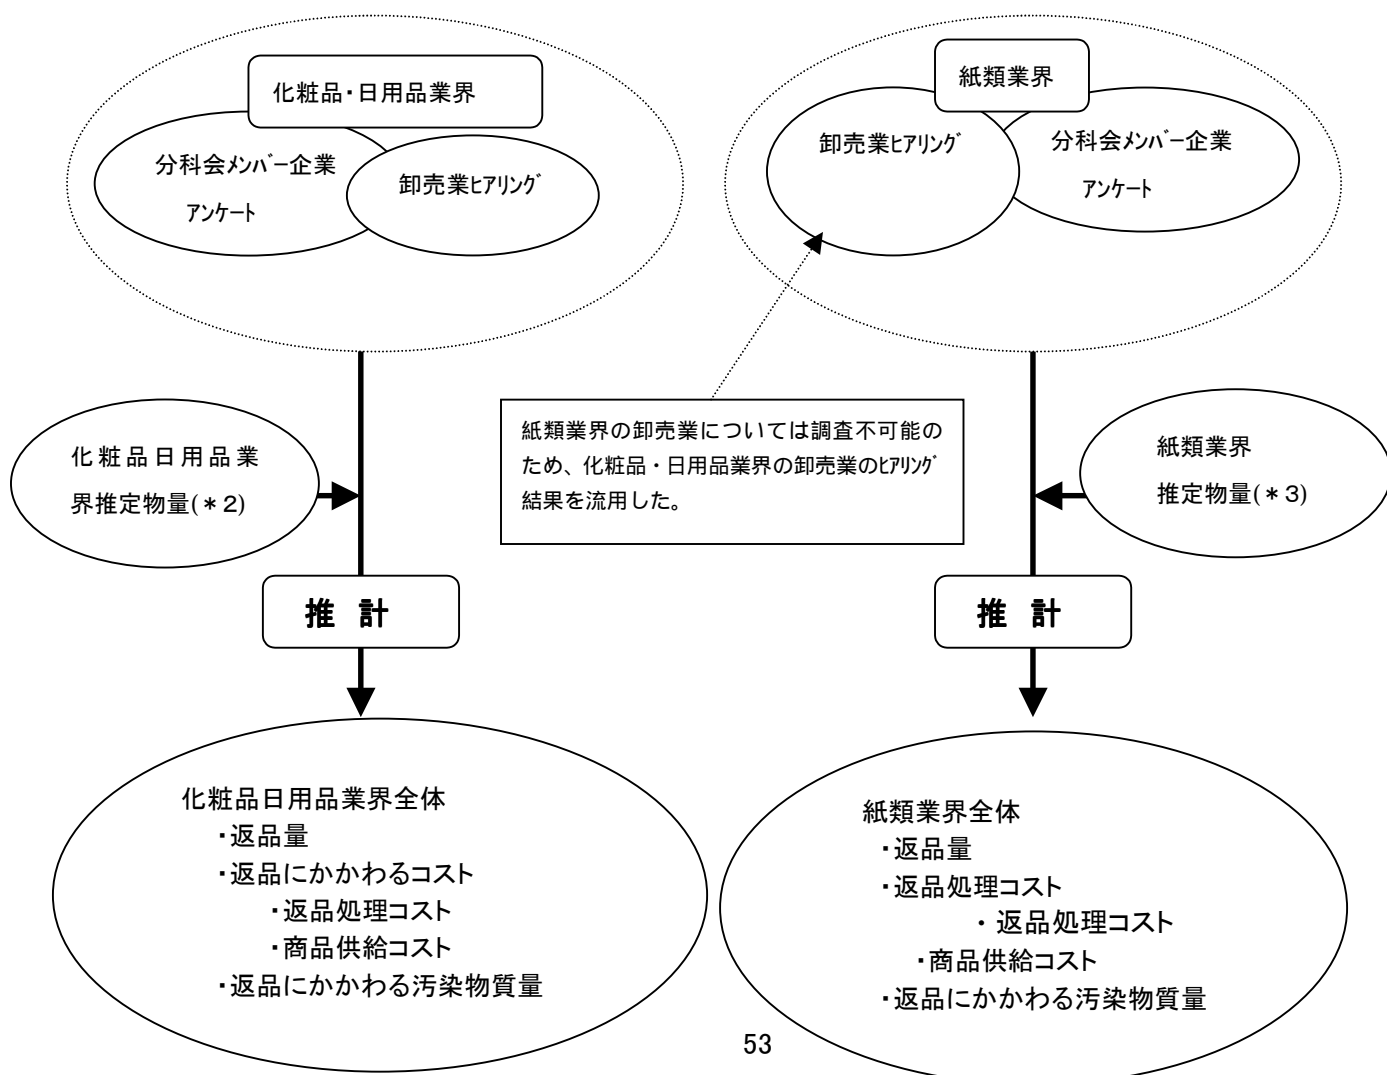 化粧品・日用品業界
分科会ﾒﾝﾊﾞｰ企業
ｱﾝｹｰﾄ
卸売業ﾋｱﾘﾝｸﾞ
紙類業界
卸売業ﾋｱﾘﾝｸﾞ
分科会ﾒﾝﾊﾞｰ企業
ｱﾝｹｰﾄ
化粧品日用品業
界推定物量(＊2)
紙類業界の卸売業については調査不可能の
ため、化粧品・日用品業界の卸売業のﾋｱﾘﾝｸﾞ
結果を流用した。
紙類業界
推定物量(＊3)
推 計
推 計
化粧品日用品業界全体
・返品量
・返品にかかわるコスト
・返品処理コスト
・商品供給コスト
・返品にかかわる汚染物質量
紙類業界全体
・返品量
・返品処理コスト
・返品処理コスト
・商品供給コスト
・返品にかかわる汚染物質量
53